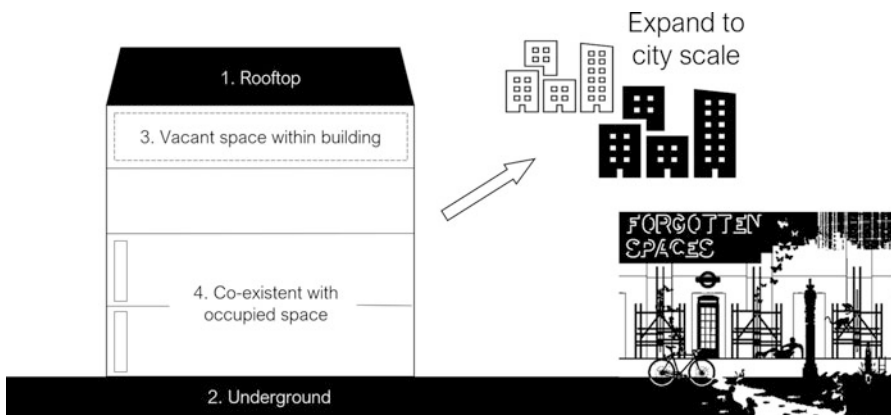 Expand to
city scale
1. Rooftop
3. Vacant space within building
FORGOTTEN
SPACES
4. Co-existent with
occupied space
2. Underground